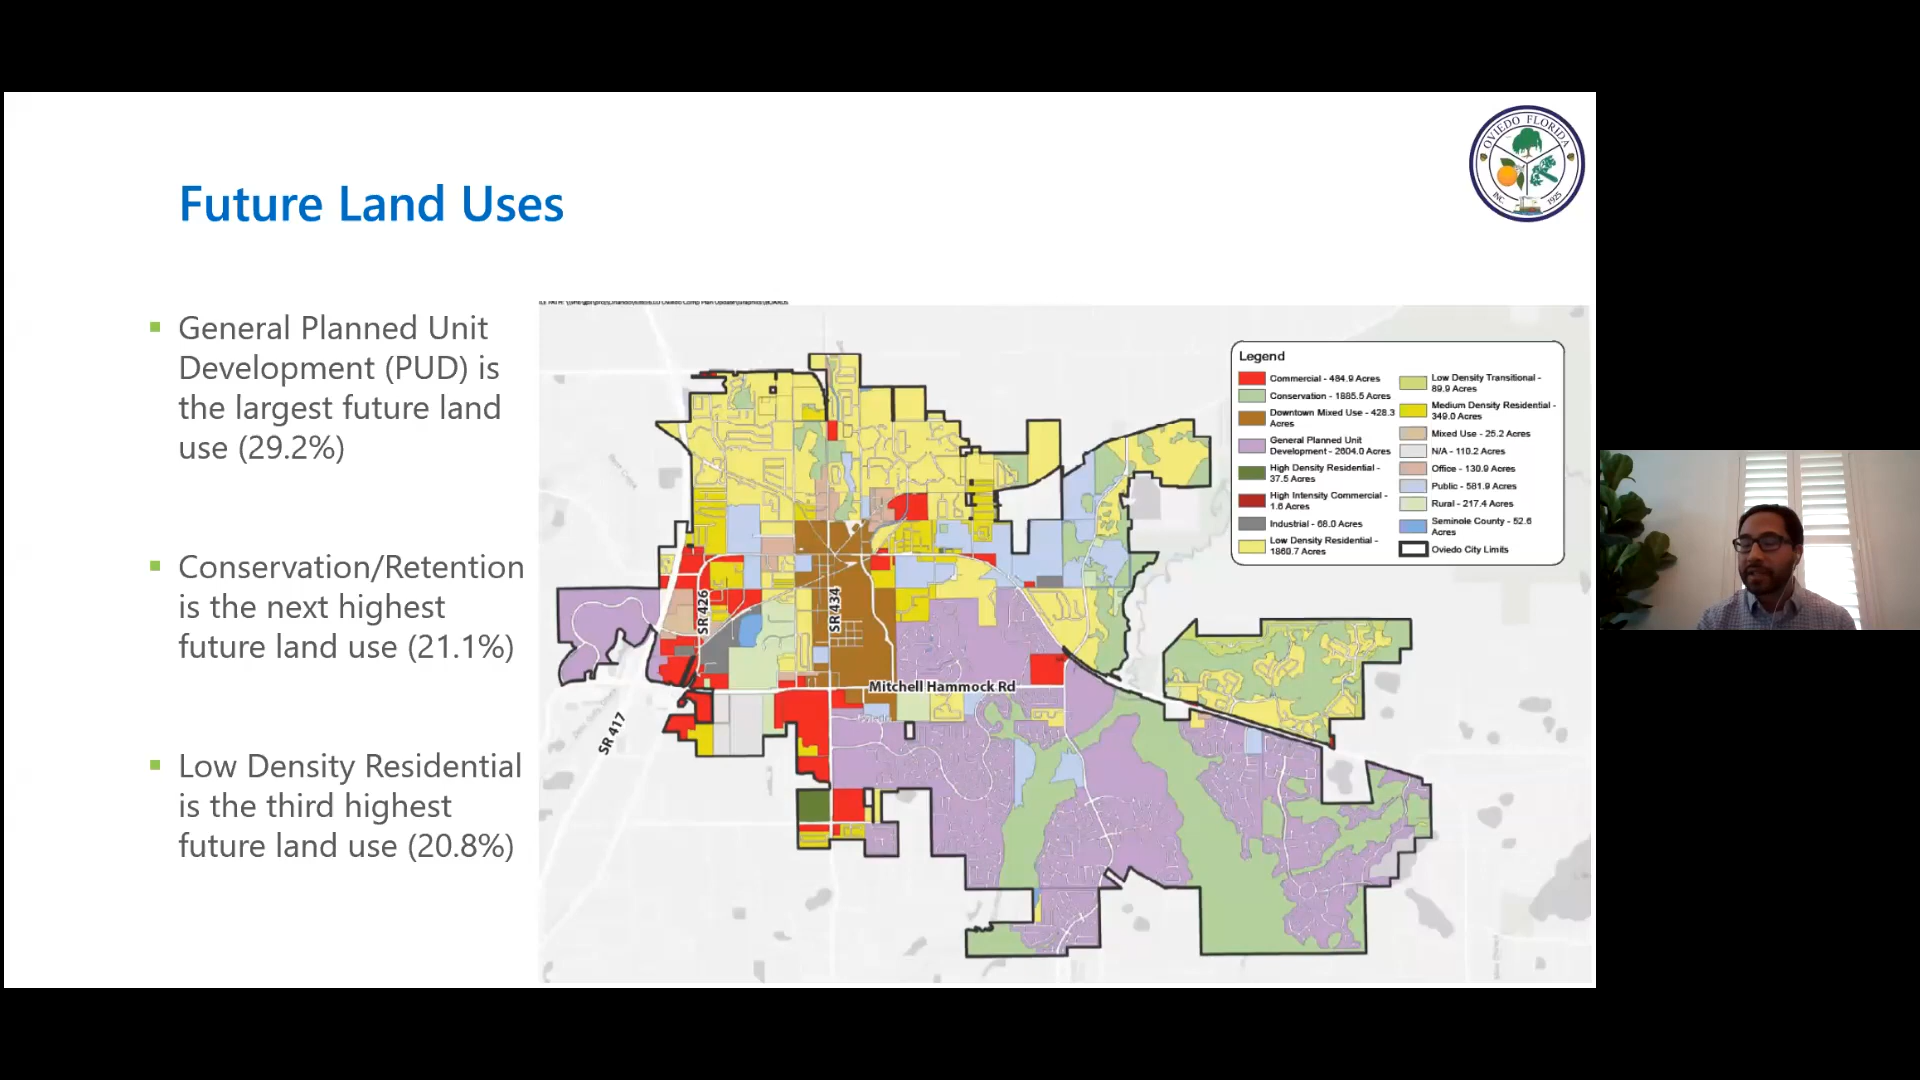 OVIEDO FLORIDA
INC. 1925
Future Land Uses
General Planned Unit
Development (PUD) is
the largest future land
use (29.2%)
Conservation/Retention
is the next highest
future land use (21.1%)
Low Density Residential
is the third highest
future land use (20.8%)
Legend
Commercial - 484.9 Acres
Conservation - 1885.5 Acres
Downtown Mixed Use - 428.3
Acres
General Planned Unit
Development - 2604.0 Acres
High Density Residential -
37.5 Acres
High Intensity Commercial -
1.6 Acres
Industrial - 68.0 Acres
Low Density Residential -
1860.7 Acres
Low Density Transitional -
89.9 Acres
Medium Density Residential -
349.0 Acres
Mixed Use - 25.2 Acres
N/A - 110.2 Acres
Office - 130.9 Acres
Public - 581.9 Acres
Rural - 217.4 Acres
Seminole County - 52.6
Acres
Oviedo City Limits
SR 426
SR 434
Mitchell Hammock Rd
SR 417